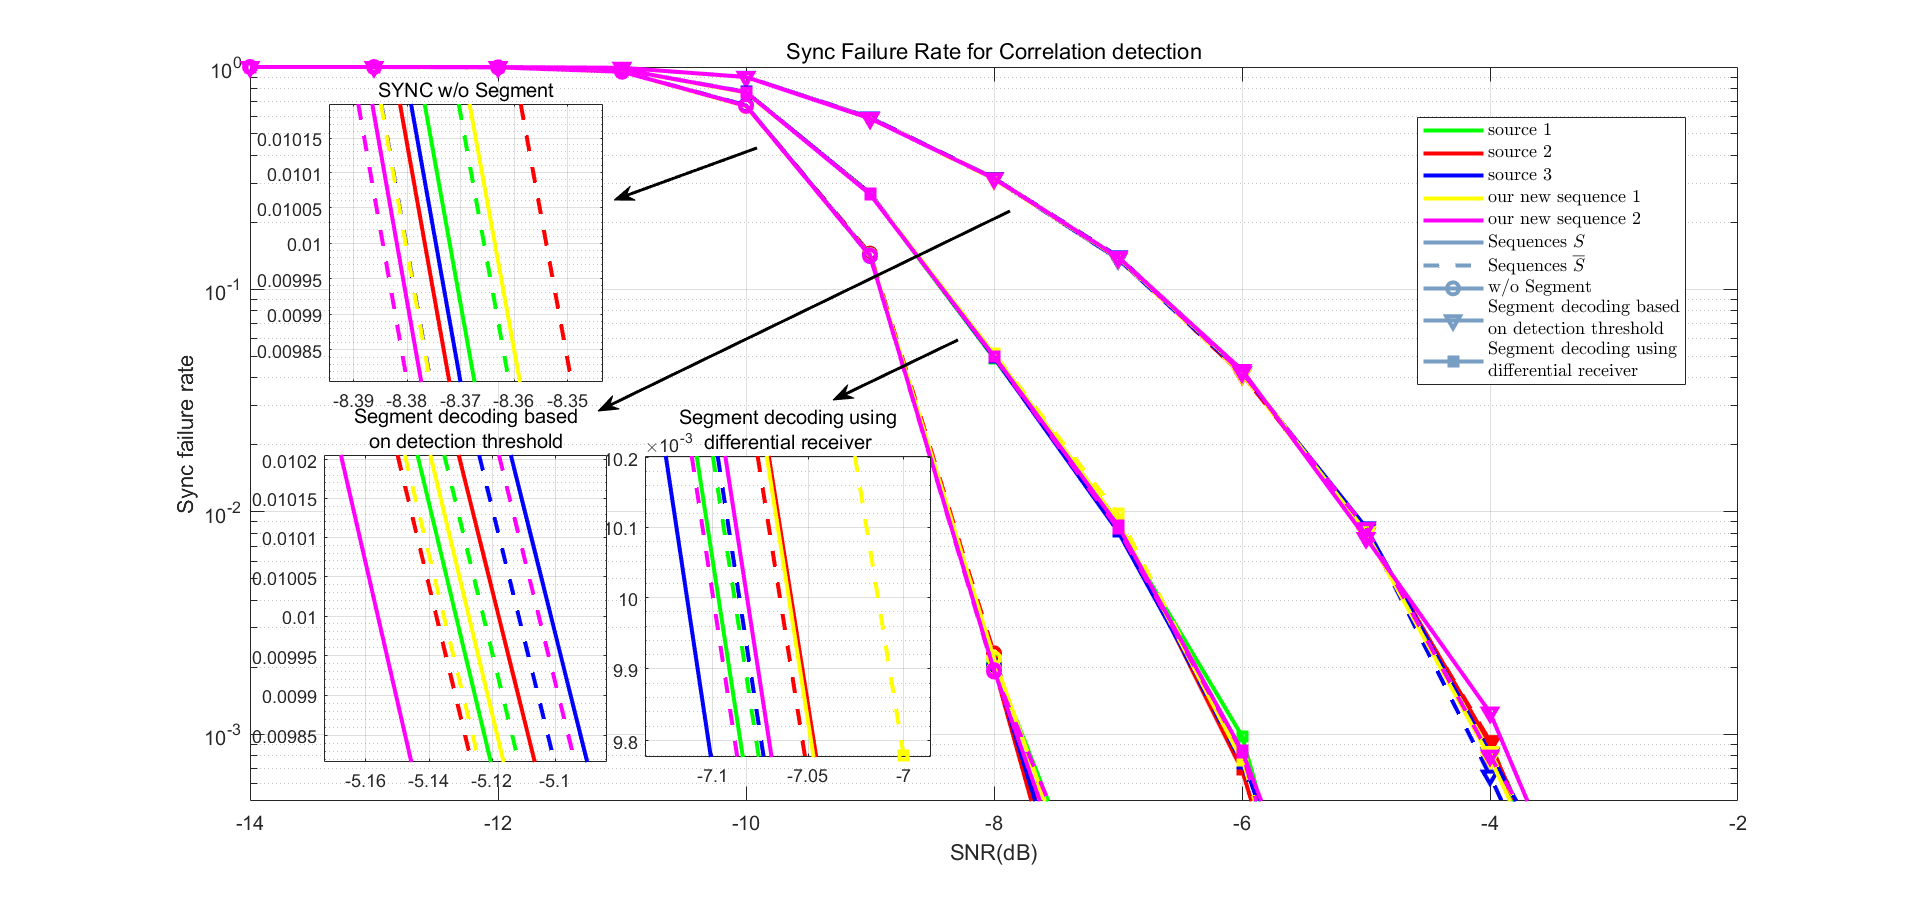 Sync Failure Rate for Correlation detection
10^0
10^-1
10^-2
10^-3
Sync failure rate
-14
-12
-10
-8
-6
-4
-2
SNR(dB)
SYNC w/o Segment
0.01015
0.0101
0.01005
0.01
0.00995
0.0099
0.00985
-8.39
-8.38
-8.37
-8.36
-8.35
Segment decoding based
on detection threshold
0.0102
0.01015
0.0101
0.01005
0.01
0.00995
0.0099
0.00985
-5.16
-5.14
-5.12
-5.1
Segment decoding using
differential receiver
×10^-3
10.2
10.1
10
9.9
9.8
-7.1
-7.05
-7
source 1
source 2
source 3
our new sequence 1
our new sequence 2
Sequences S
Sequences S̅
w/o Segment
Segment decoding based
on detection threshold
Segment decoding using
differential receiver